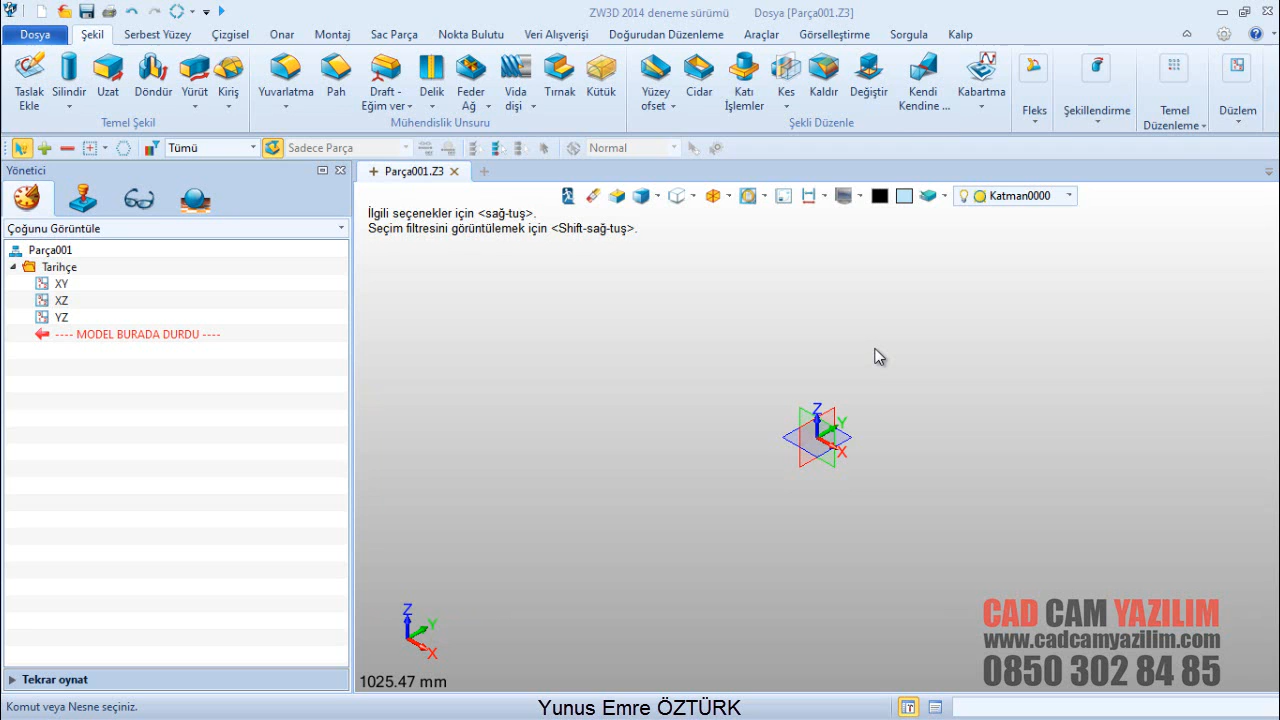 ZW3D 2014 deneme sürümü Dosya [Parça001.Z3]
Dosya Şekil Serbest Yüzey Çizgisel Onar Montaj Sac Parça Nokta Bulutu Veri Alışverişi Doğurudan Düzenleme Araçlar Görselleştirme Sorgula Kalıp
Taslak Ekle
Silindir
Uzat
Döndür
Yürüt
Kiriş
Yuvarlatma
Pah
Draft - Eğim ver
Delik
Feder Ağ
Vida dişi
Tırnak
Kütük
Yüzey ofset
Cidar
Katı İşlemler
Kes
Kaldır
Değiştir
Kendi Kendine ...
Kabartma
Fleks
Şekillendirme
Temel Düzenleme
Düzlem
Temel Şekil
Mühendislik Unsuru
Şekli Düzenle
Tümü
Sadece Parça
Normal
Yönetici
Parça001.Z3
Katman0000
İlgili seçenekler için <sağ-tuş>.
Seçim filtresini görüntülemek için <Shift-sağ-tuş>.
Çoğunu Görüntüle
Parça001
Tarihçe
XY
XZ
YZ
---- MODEL BURADA DURDU ----
Z
Y
X
Z
Y
X
1025.47 mm
CAD CAM YAZILIM
www.cadcamyazilim.com
0850 302 84 85
Tekrar oynat
Komut veya Nesne seçiniz.
Yunus Emre ÖZTÜRK